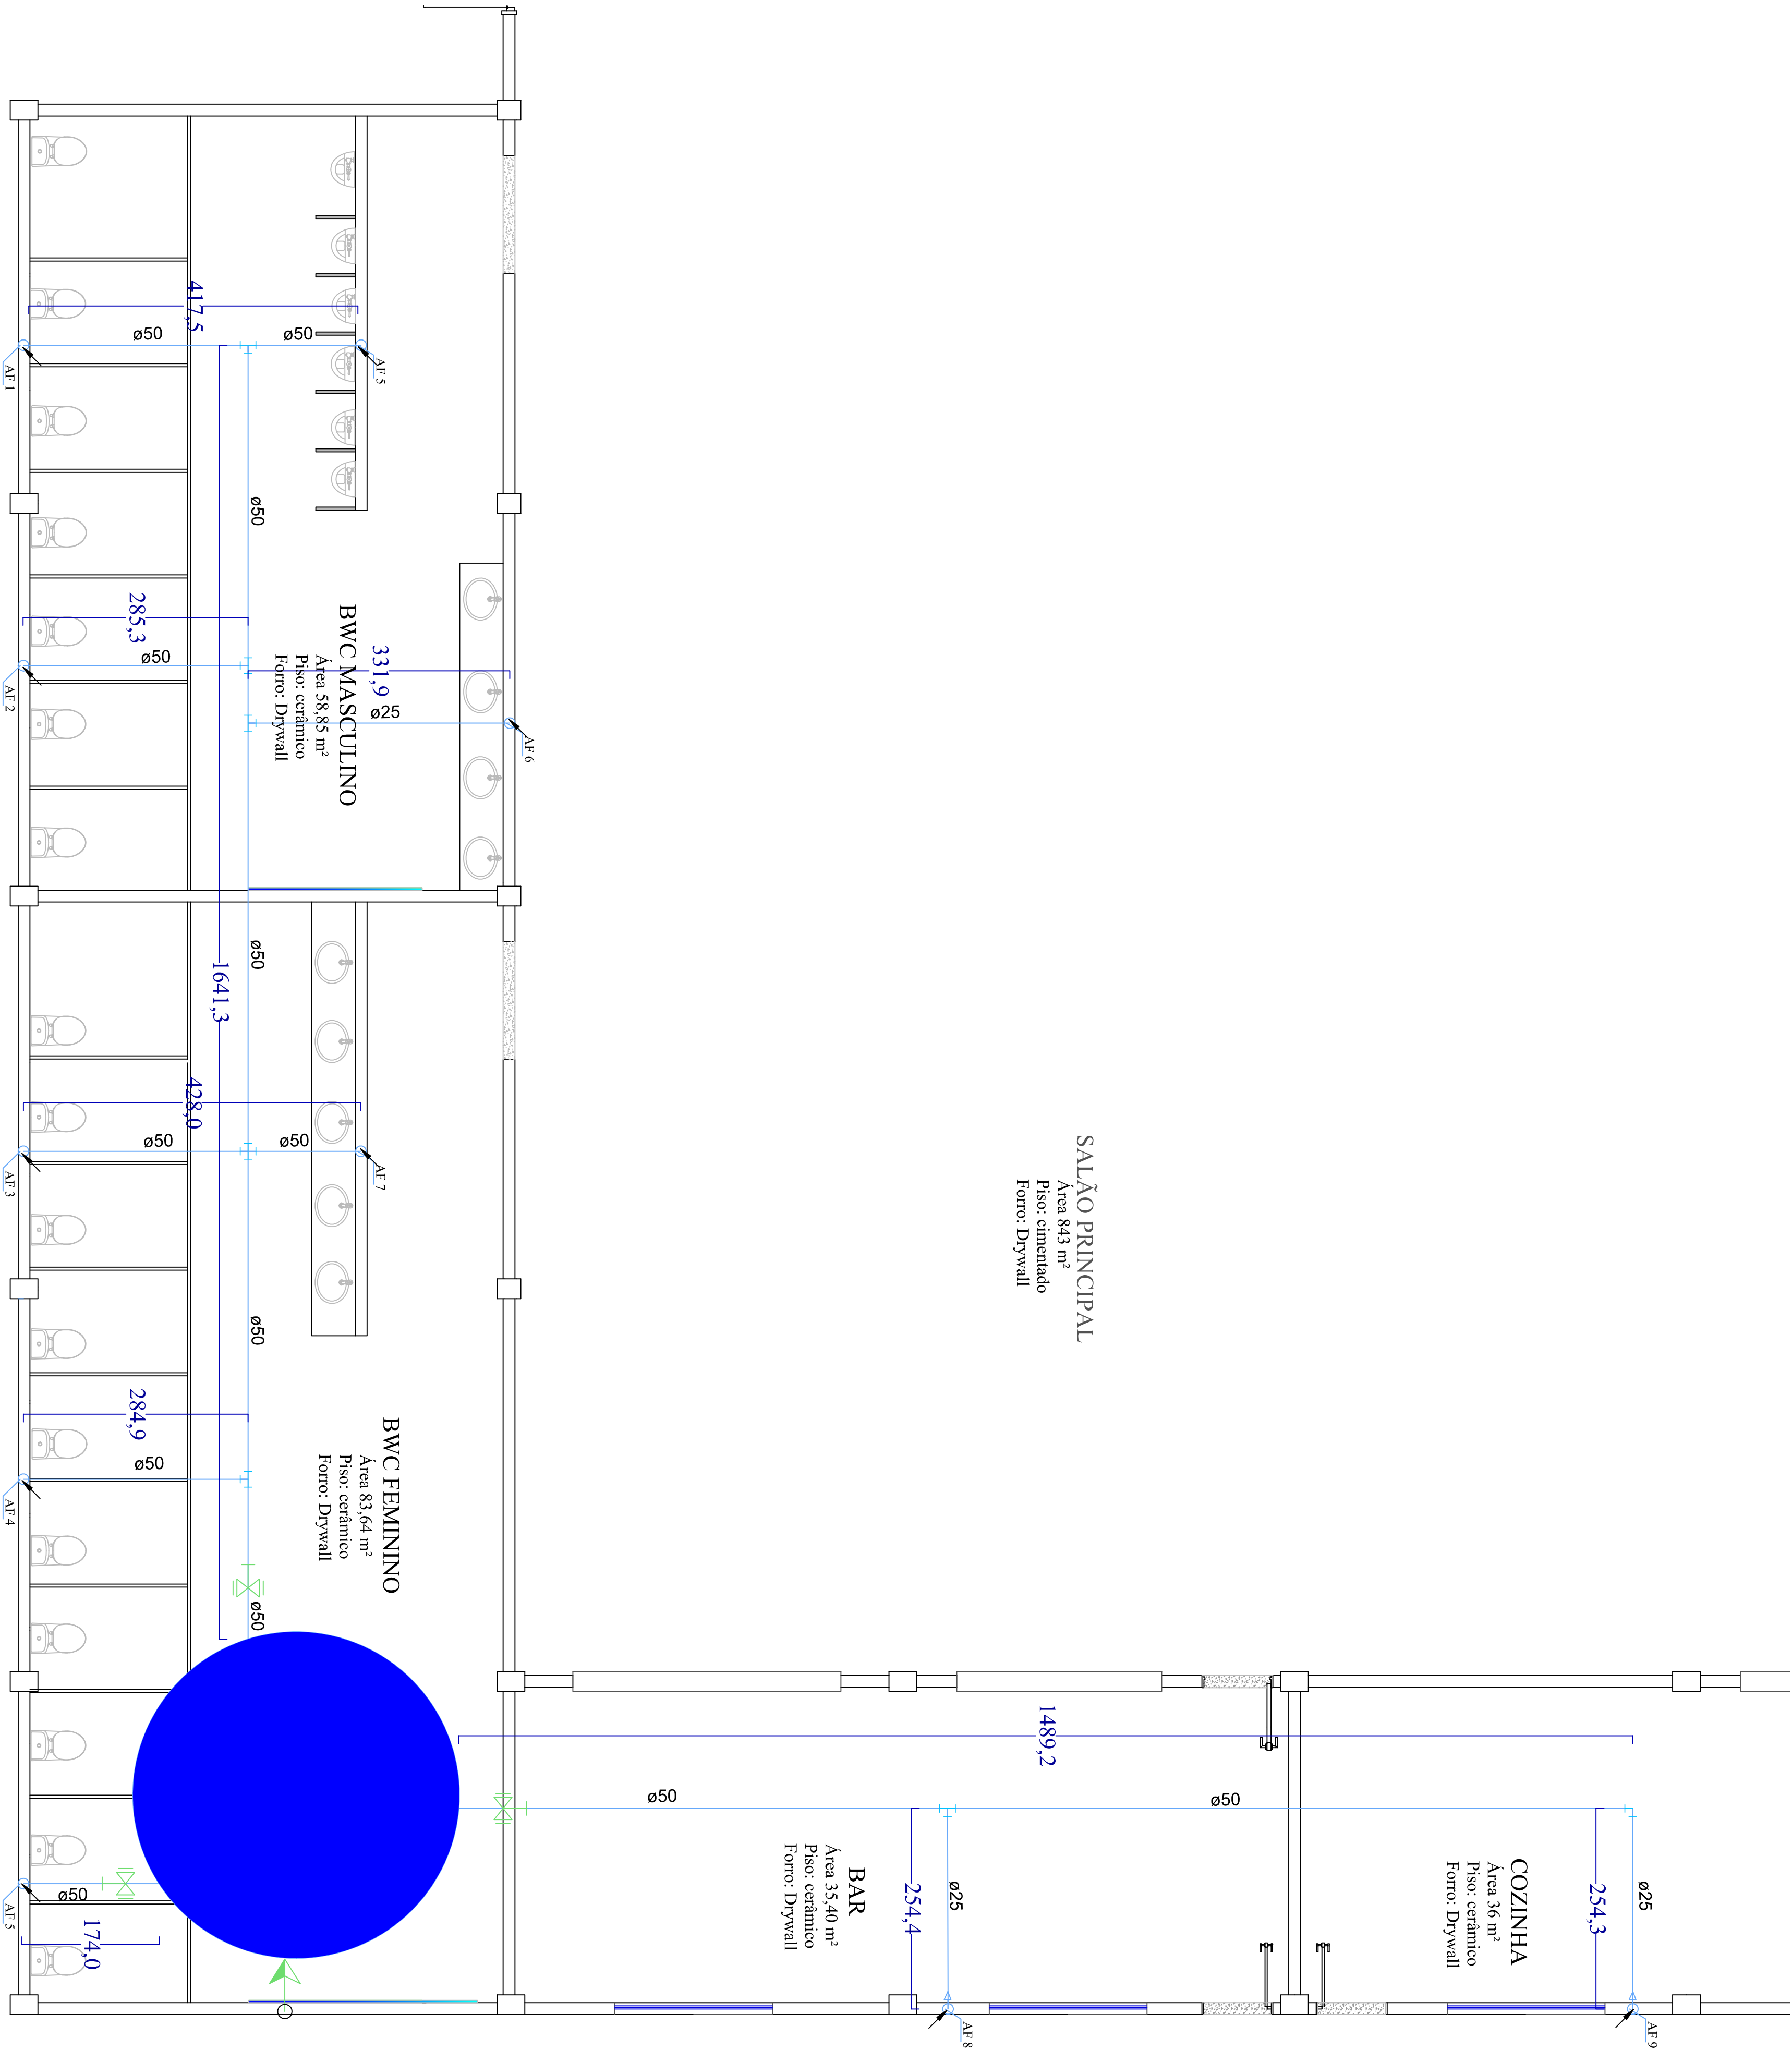 417,5
ø50
ø50
AF 1
AF 5
ø50
285,3
ø50
AF 2
331,9
ø25
AF 6
BWC MASCULINO
Área 58,85 m²
Piso: cerâmico
Forro: Drywall
ø50
1641,3
428,0
ø50
ø50
AF 3
AF 7
SALÃO PRINCIPAL
Área 843 m²
Piso: cimentado
Forro: Drywall
ø50
284,9
ø50
AF 4
BWC FEMININO
Área 83,64 m²
Piso: cerâmico
Forro: Drywall
ø50
1489,2
ø50
ø50
ø50
AF 5
174,0
BAR
Área 35,40 m²
Piso: cerâmico
Forro: Drywall
254,4
ø25
AF 8
COZINHA
Área 36 m²
Piso: cerâmico
Forro: Drywall
254,3
ø25
AF 9